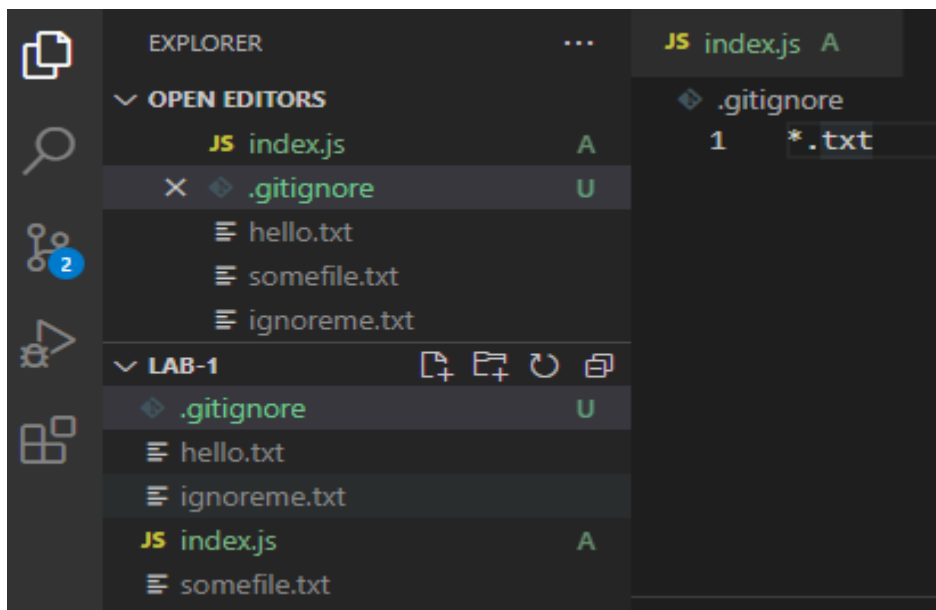 EXPLORER ...
OPEN EDITORS
JS index.js A
.gitignore U
hello.txt
somefile.txt
ignoreme.txt
LAB-1
.gitignore U
hello.txt
ignoreme.txt
JS index.js A
somefile.txt
2
JS index.js A
.gitignore
1 *.txt